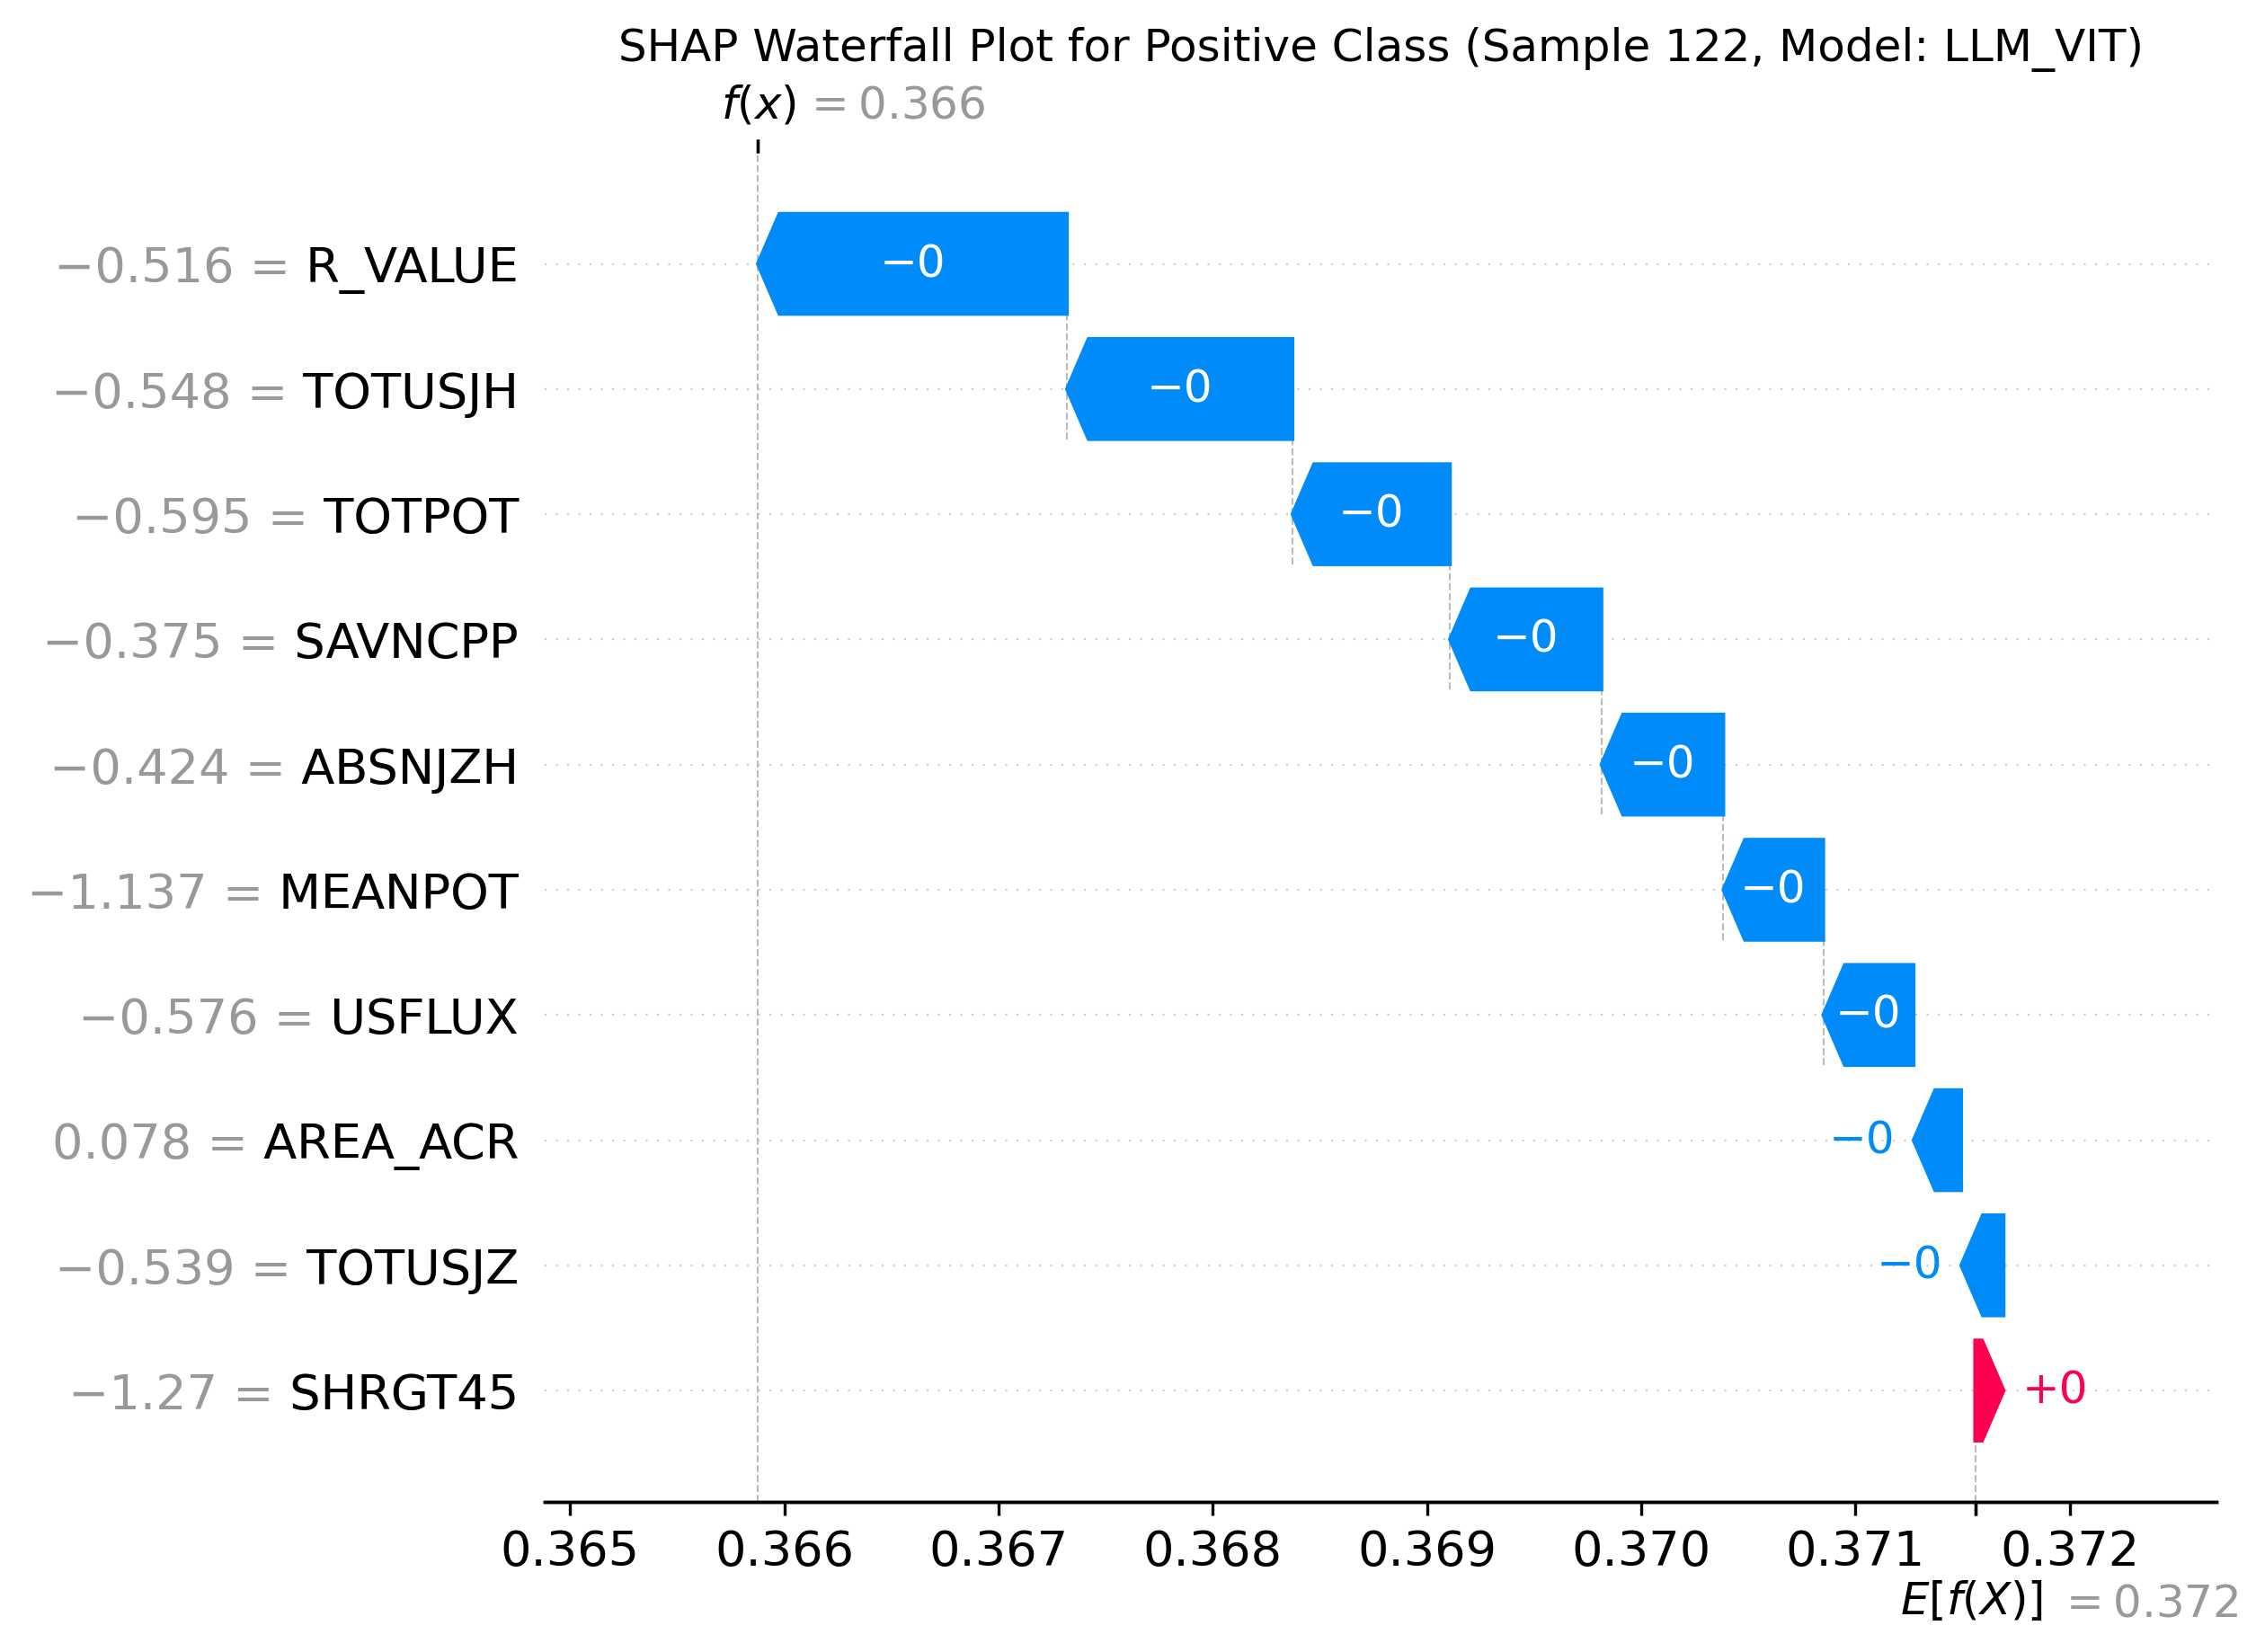 SHAP Waterfall Plot for Positive Class (Sample 122, Model: LLM_VIT)
f(x) = 0.366
−0.516 = R_VALUE −0
−0.548 = TOTUSJH −0
−0.595 = TOTPOT −0
−0.375 = SAVNCPP −0
−0.424 = ABSNJZH −0
−1.137 = MEANPOT −0
−0.576 = USFLUX −0
0.078 = AREA_ACR −0
−0.539 = TOTUSJZ −0
−1.27 = SHRGT45 +0
0.365 0.366 0.367 0.368 0.369 0.370 0.371 0.372
E[f(X)] = 0.372